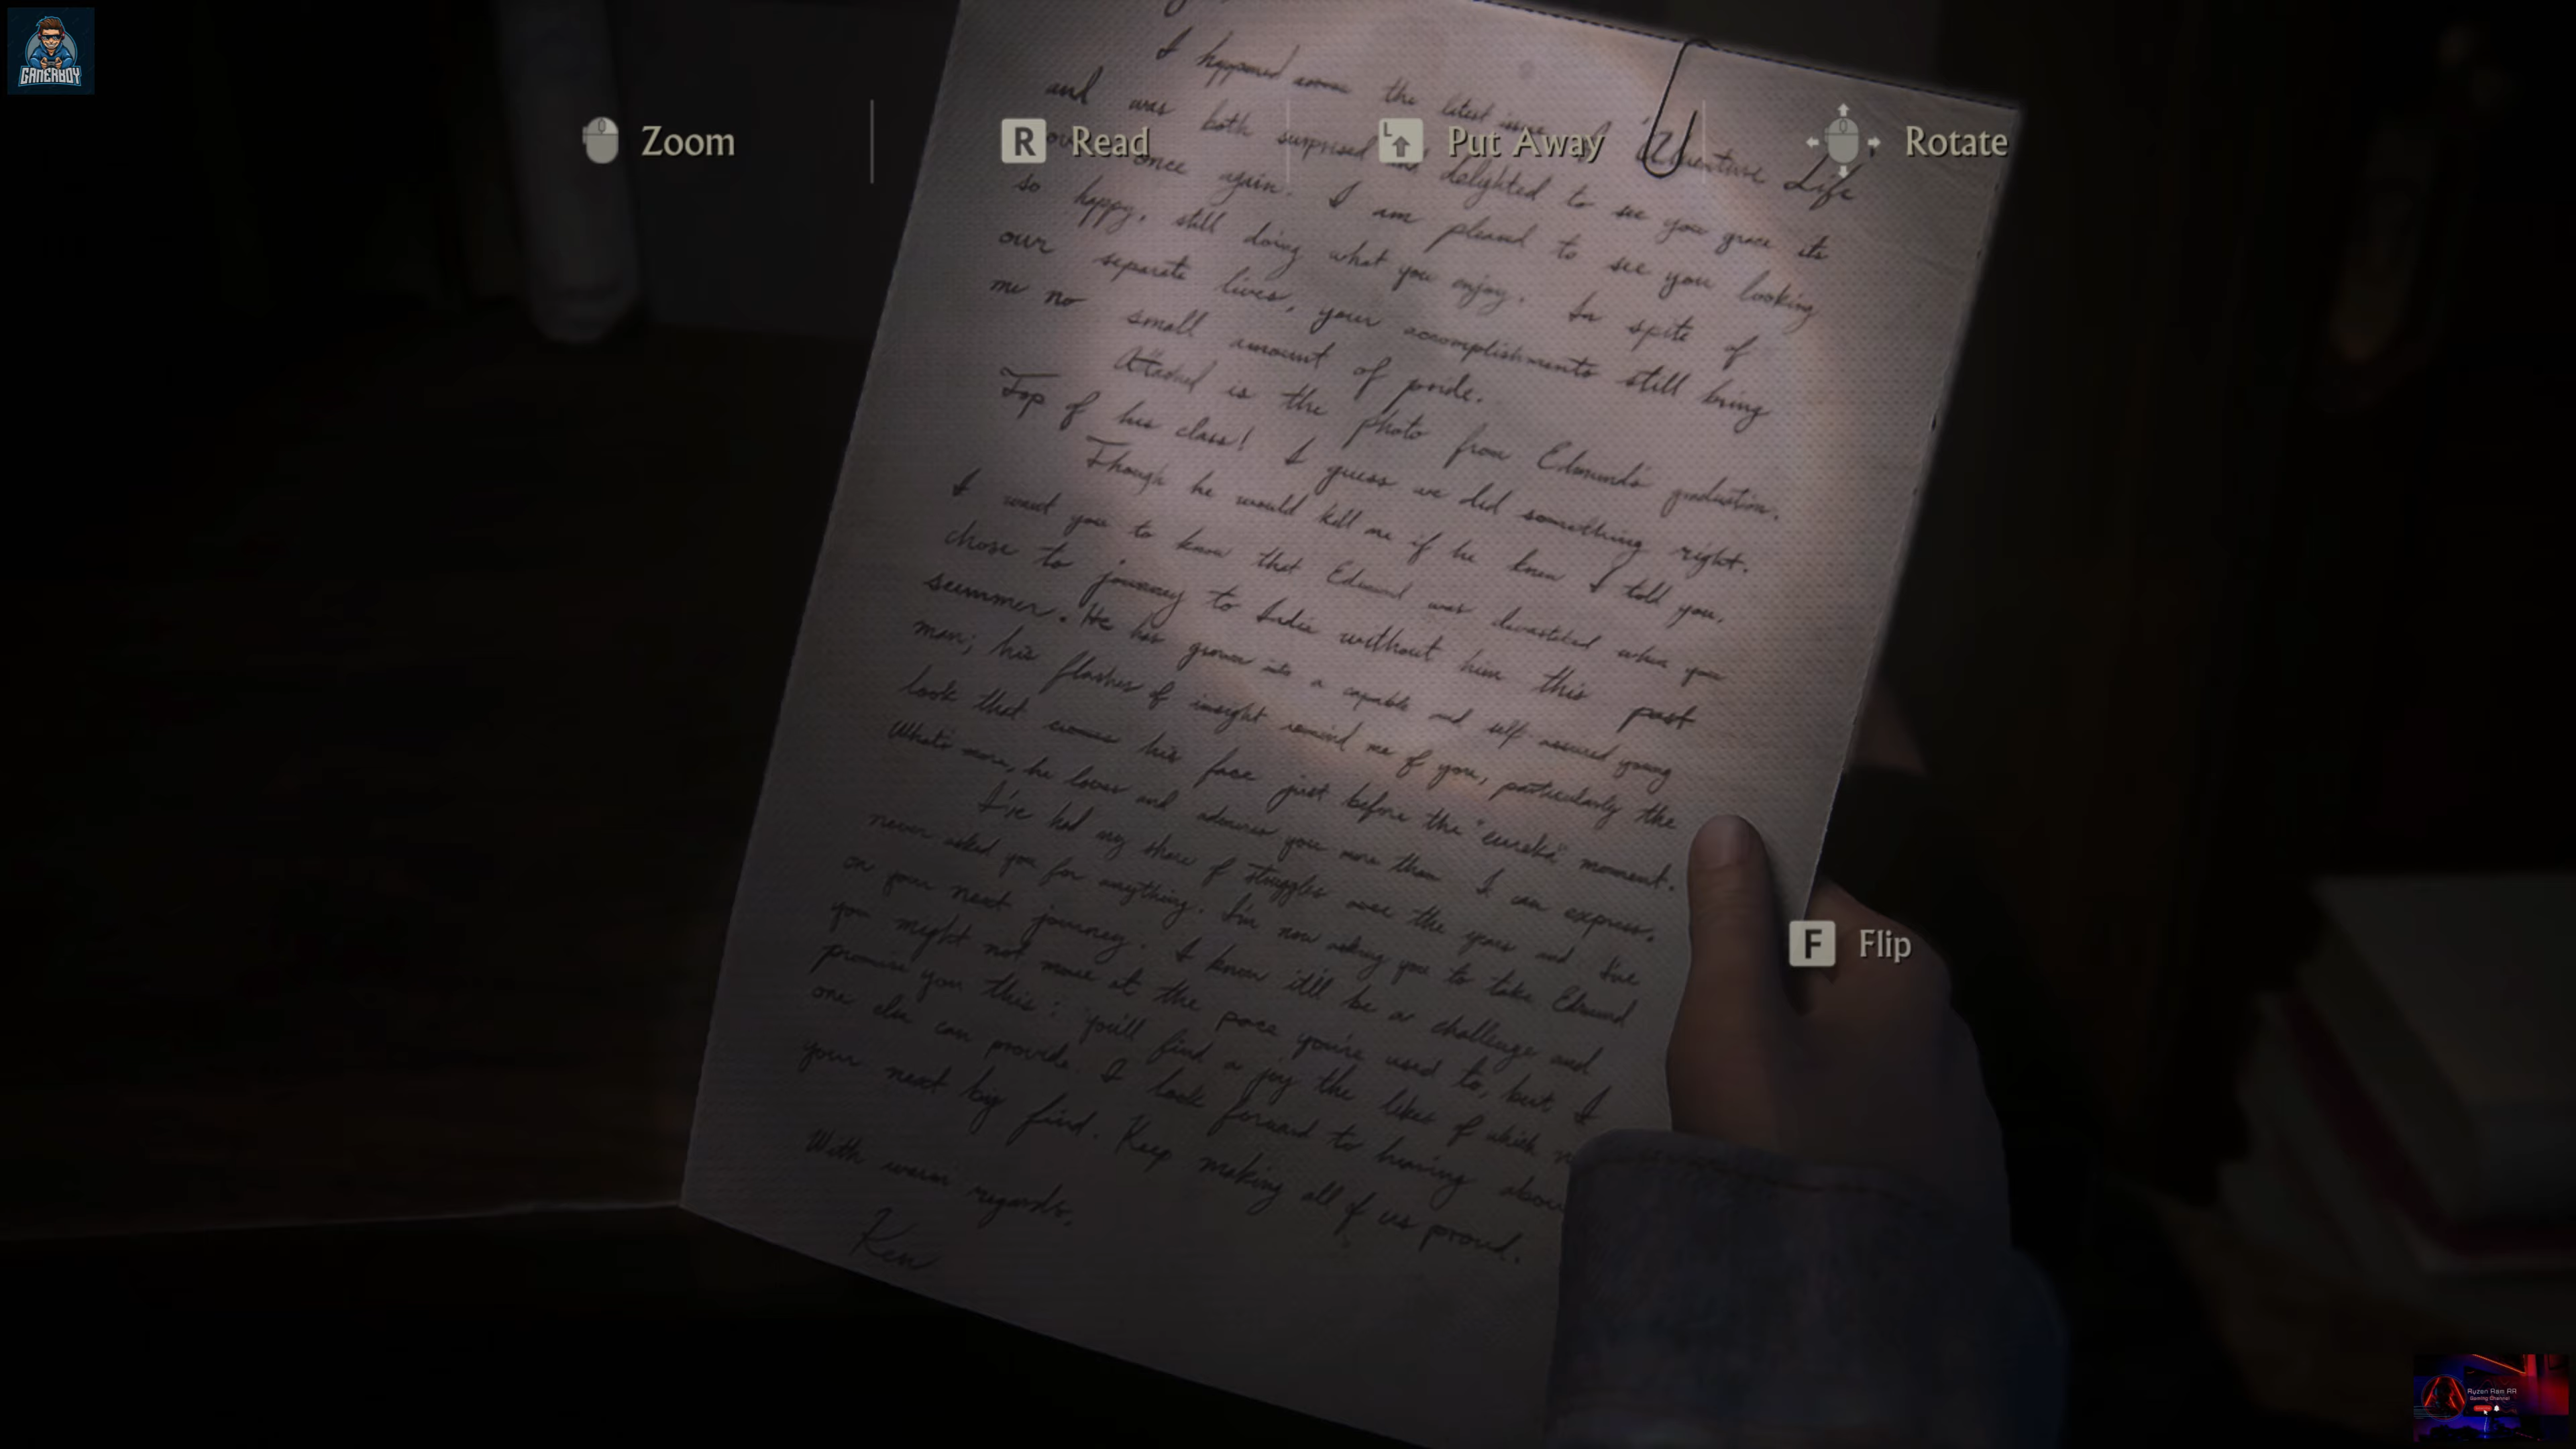 GAMERBOY
Zoom
R Read
L Put Away
Rotate
I happened across the latest issue of "Adventure Life
and was both surprised and delighted to see you grace its
once again. I am pleased to see you looking
so happy, still doing what you enjoy. In spite of
our separate lives, your accomplishments still bring
me no small amount of pride.
Attached is the photo from Edmund's graduation.
Top of his class! I guess we did something right.
Though he would kill me if he knew I told you,
I want you to know that Edmund was devastated when you
chose to journey to India without him this past
summer. He has grown into a capable and self assured young
man; his flashes of insight remind me of you, particularly the
look that crosses his face just before the "eureka" moment.
What's more, he loves and admires you more than I can express.
I've had my share of struggles over the years and I've
never asked you for anything. I'm now asking you to take Edmund
on your next journey. I know it'll be a challenge and
you might not move at the pace you're used to, but I
promise you this: you'll find a joy the likes of which
one else can provide. I look forward to hearing about
your next big find. Keep making all of us proud.
With warm regards,
Ken
F Flip
Ryzen Ram RA
Gaming Channel